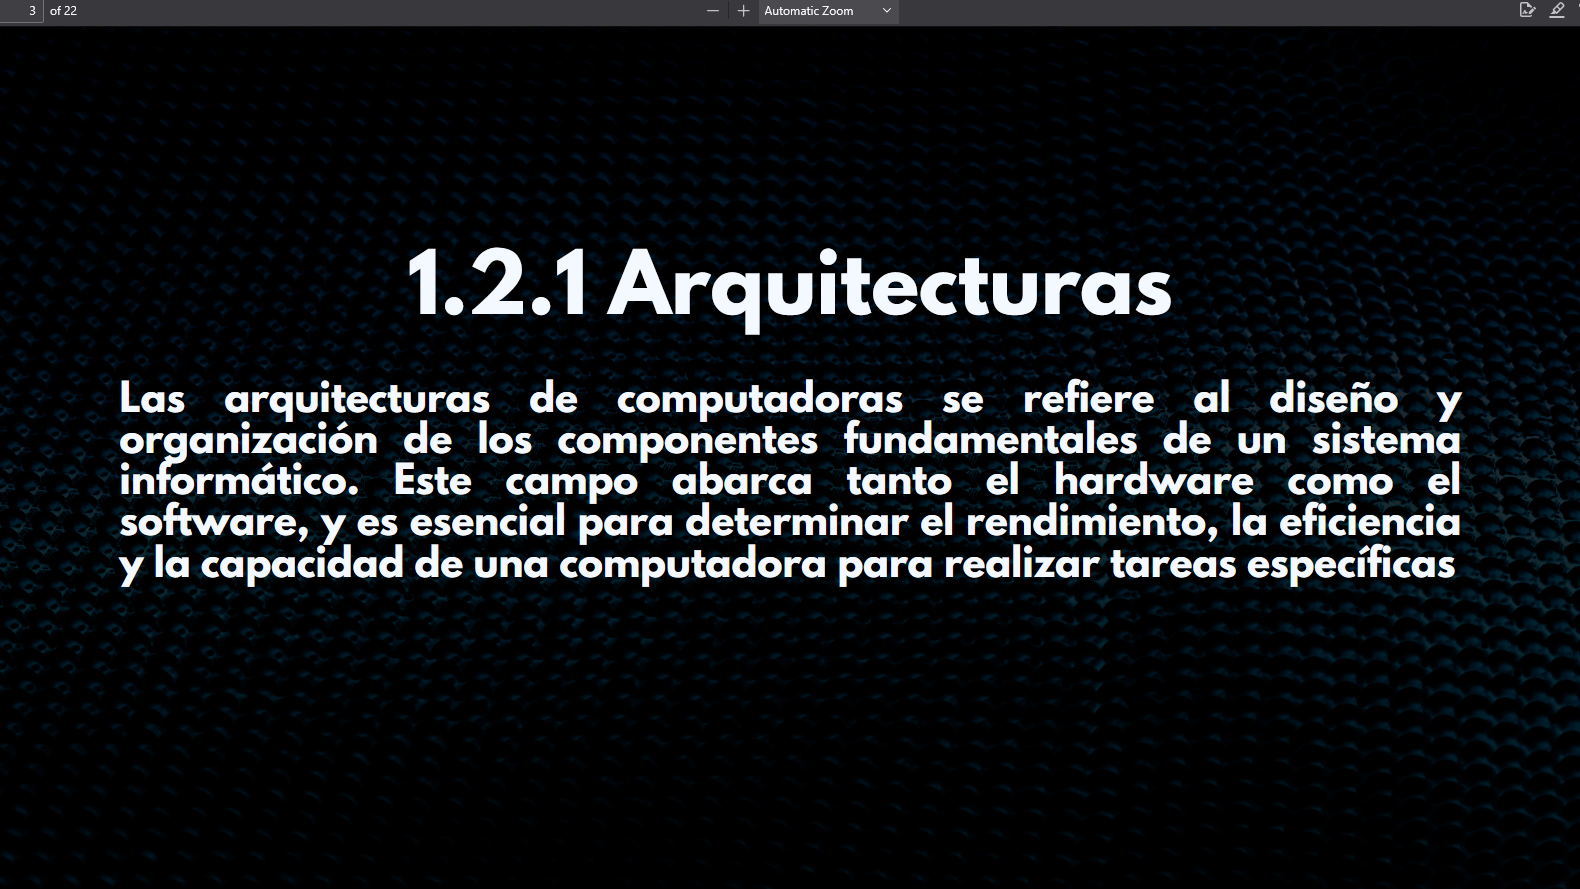 3 of 22
Automatic Zoom
1.2.1 Arquitecturas
Las arquitecturas de computadoras se refiere al diseño y
organización de los componentes fundamentales de un sistema
informático. Este campo abarca tanto el hardware como el
software, y es esencial para determinar el rendimiento, la eficiencia
y la capacidad de una computadora para realizar tareas específicas